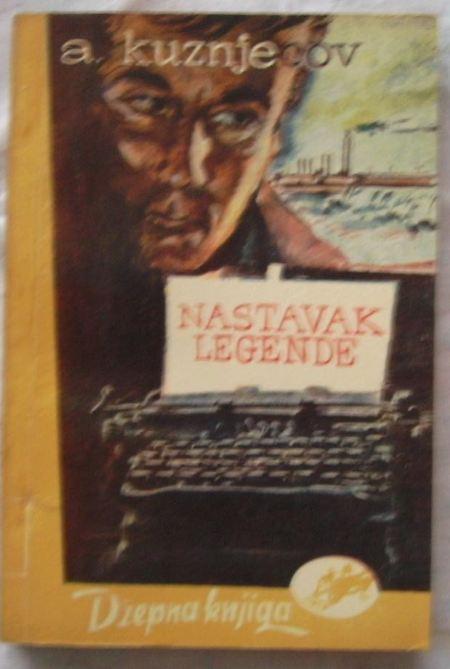 a. kuznjecov
NASTAVAK
LEGENDE
Džepna knjiga